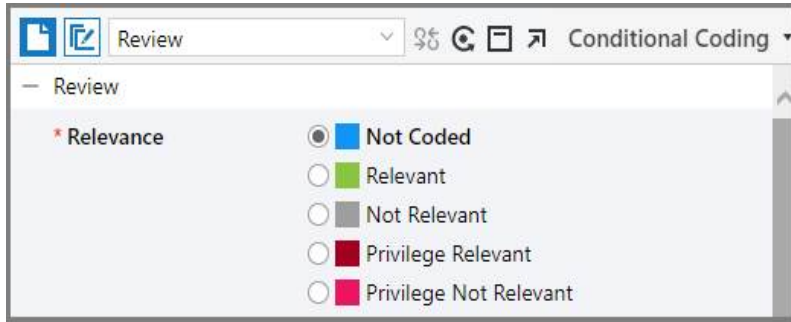 Review Conditional Coding
Review
* Relevance Not Coded
Relevant
Not Relevant
Privilege Relevant
Privilege Not Relevant